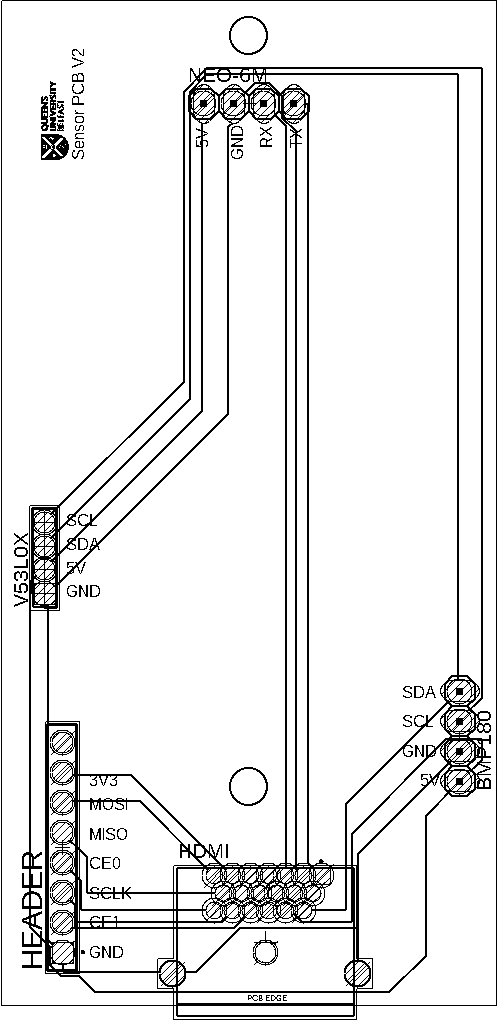 QUEENS
UNIVERSITY
BELFAST
Sensor PCB V2
NEO-6M
5V
GND
RX
TX
V53L0X
SCL
SDA
5V
GND
SDA
SCL
GND
5V
BMP180
HEADER
3V3
MOSI
MISO
CE0
SCLK
CE1
GND
HDMI
PCB EDGE